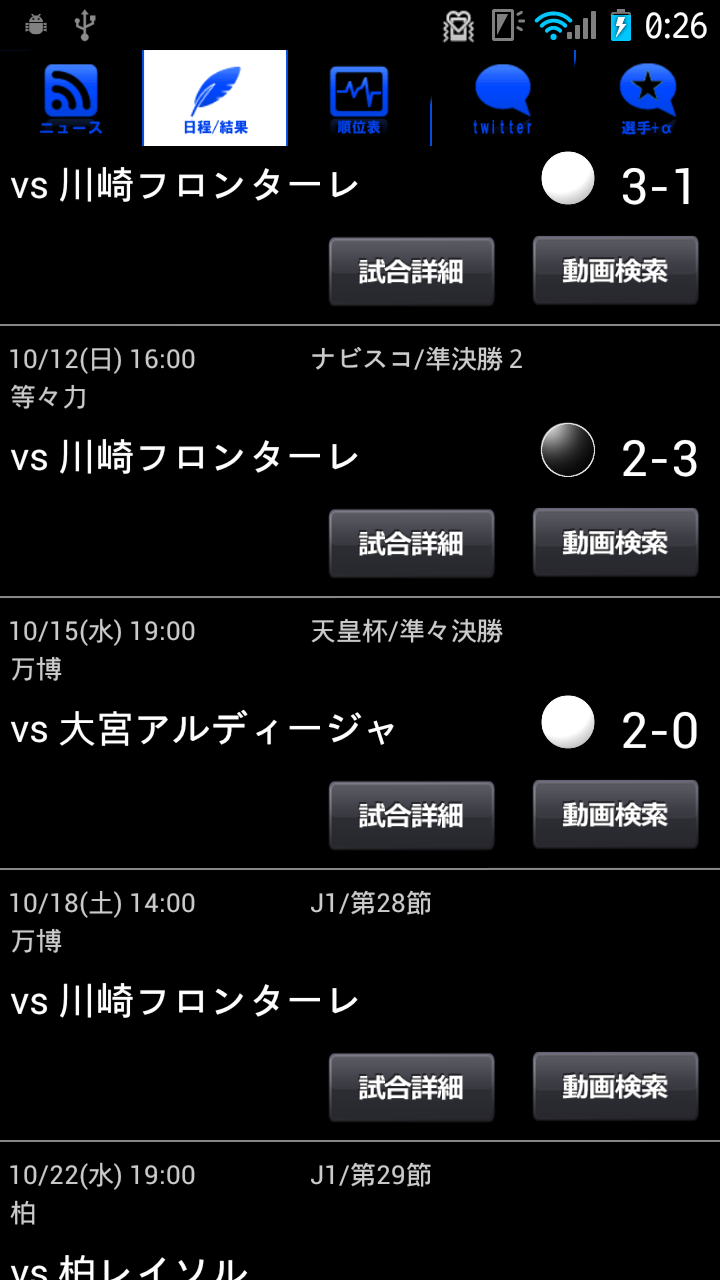 0:26
ニュース 日程/結果 順位表 twitter 選手+α
vs 川崎フロンターレ 3-1
試合詳細 動画検索
10/12(日) 16:00 ナビスコ/準決勝 2
等々力
vs 川崎フロンターレ 2-3
試合詳細 動画検索
10/15(水) 19:00 天皇杯/準々決勝
万博
vs 大宮アルディージャ 2-0
試合詳細 動画検索
10/18(土) 14:00 J1/第28節
万博
vs 川崎フロンターレ
試合詳細 動画検索
10/22(水) 19:00 J1/第29節
柏
vs 柏レイソル